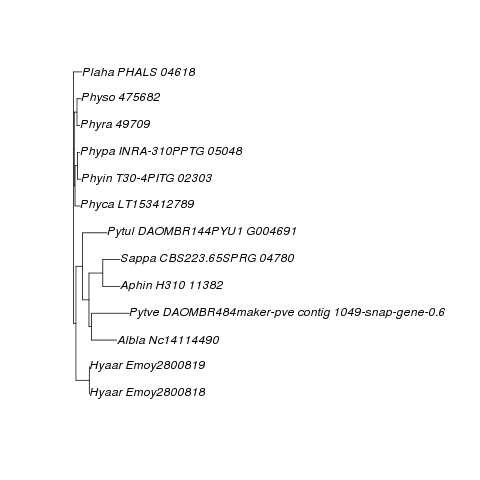 Plaha PHALS 04618
Physo 475682
Phyra 49709
Phypa INRA-310PPTG 05048
Phyin T30-4PITG 02303
Phyca LT153412789
Pytul DAOMBR144PYU1 G004691
Sappa CBS223.65SPRG 04780
Aphin H310 11382
Pytve DAOMBR484maker-pve contig 1049-snap-gene-0.6
Albla Nc14114490
Hyaar Emoy2800819
Hyaar Emoy2800818